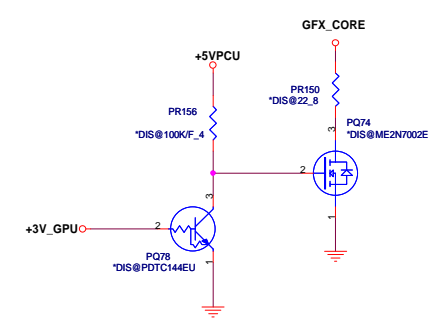 GFX_CORE
+5VPCU
PR150
*DIS@22_8
PR156
*DIS@100K/F_4
3
PQ74
*DIS@ME2N7002E
2
3
1
+3V_GPU
2
PQ78
*DIS@PDTC144EU
1